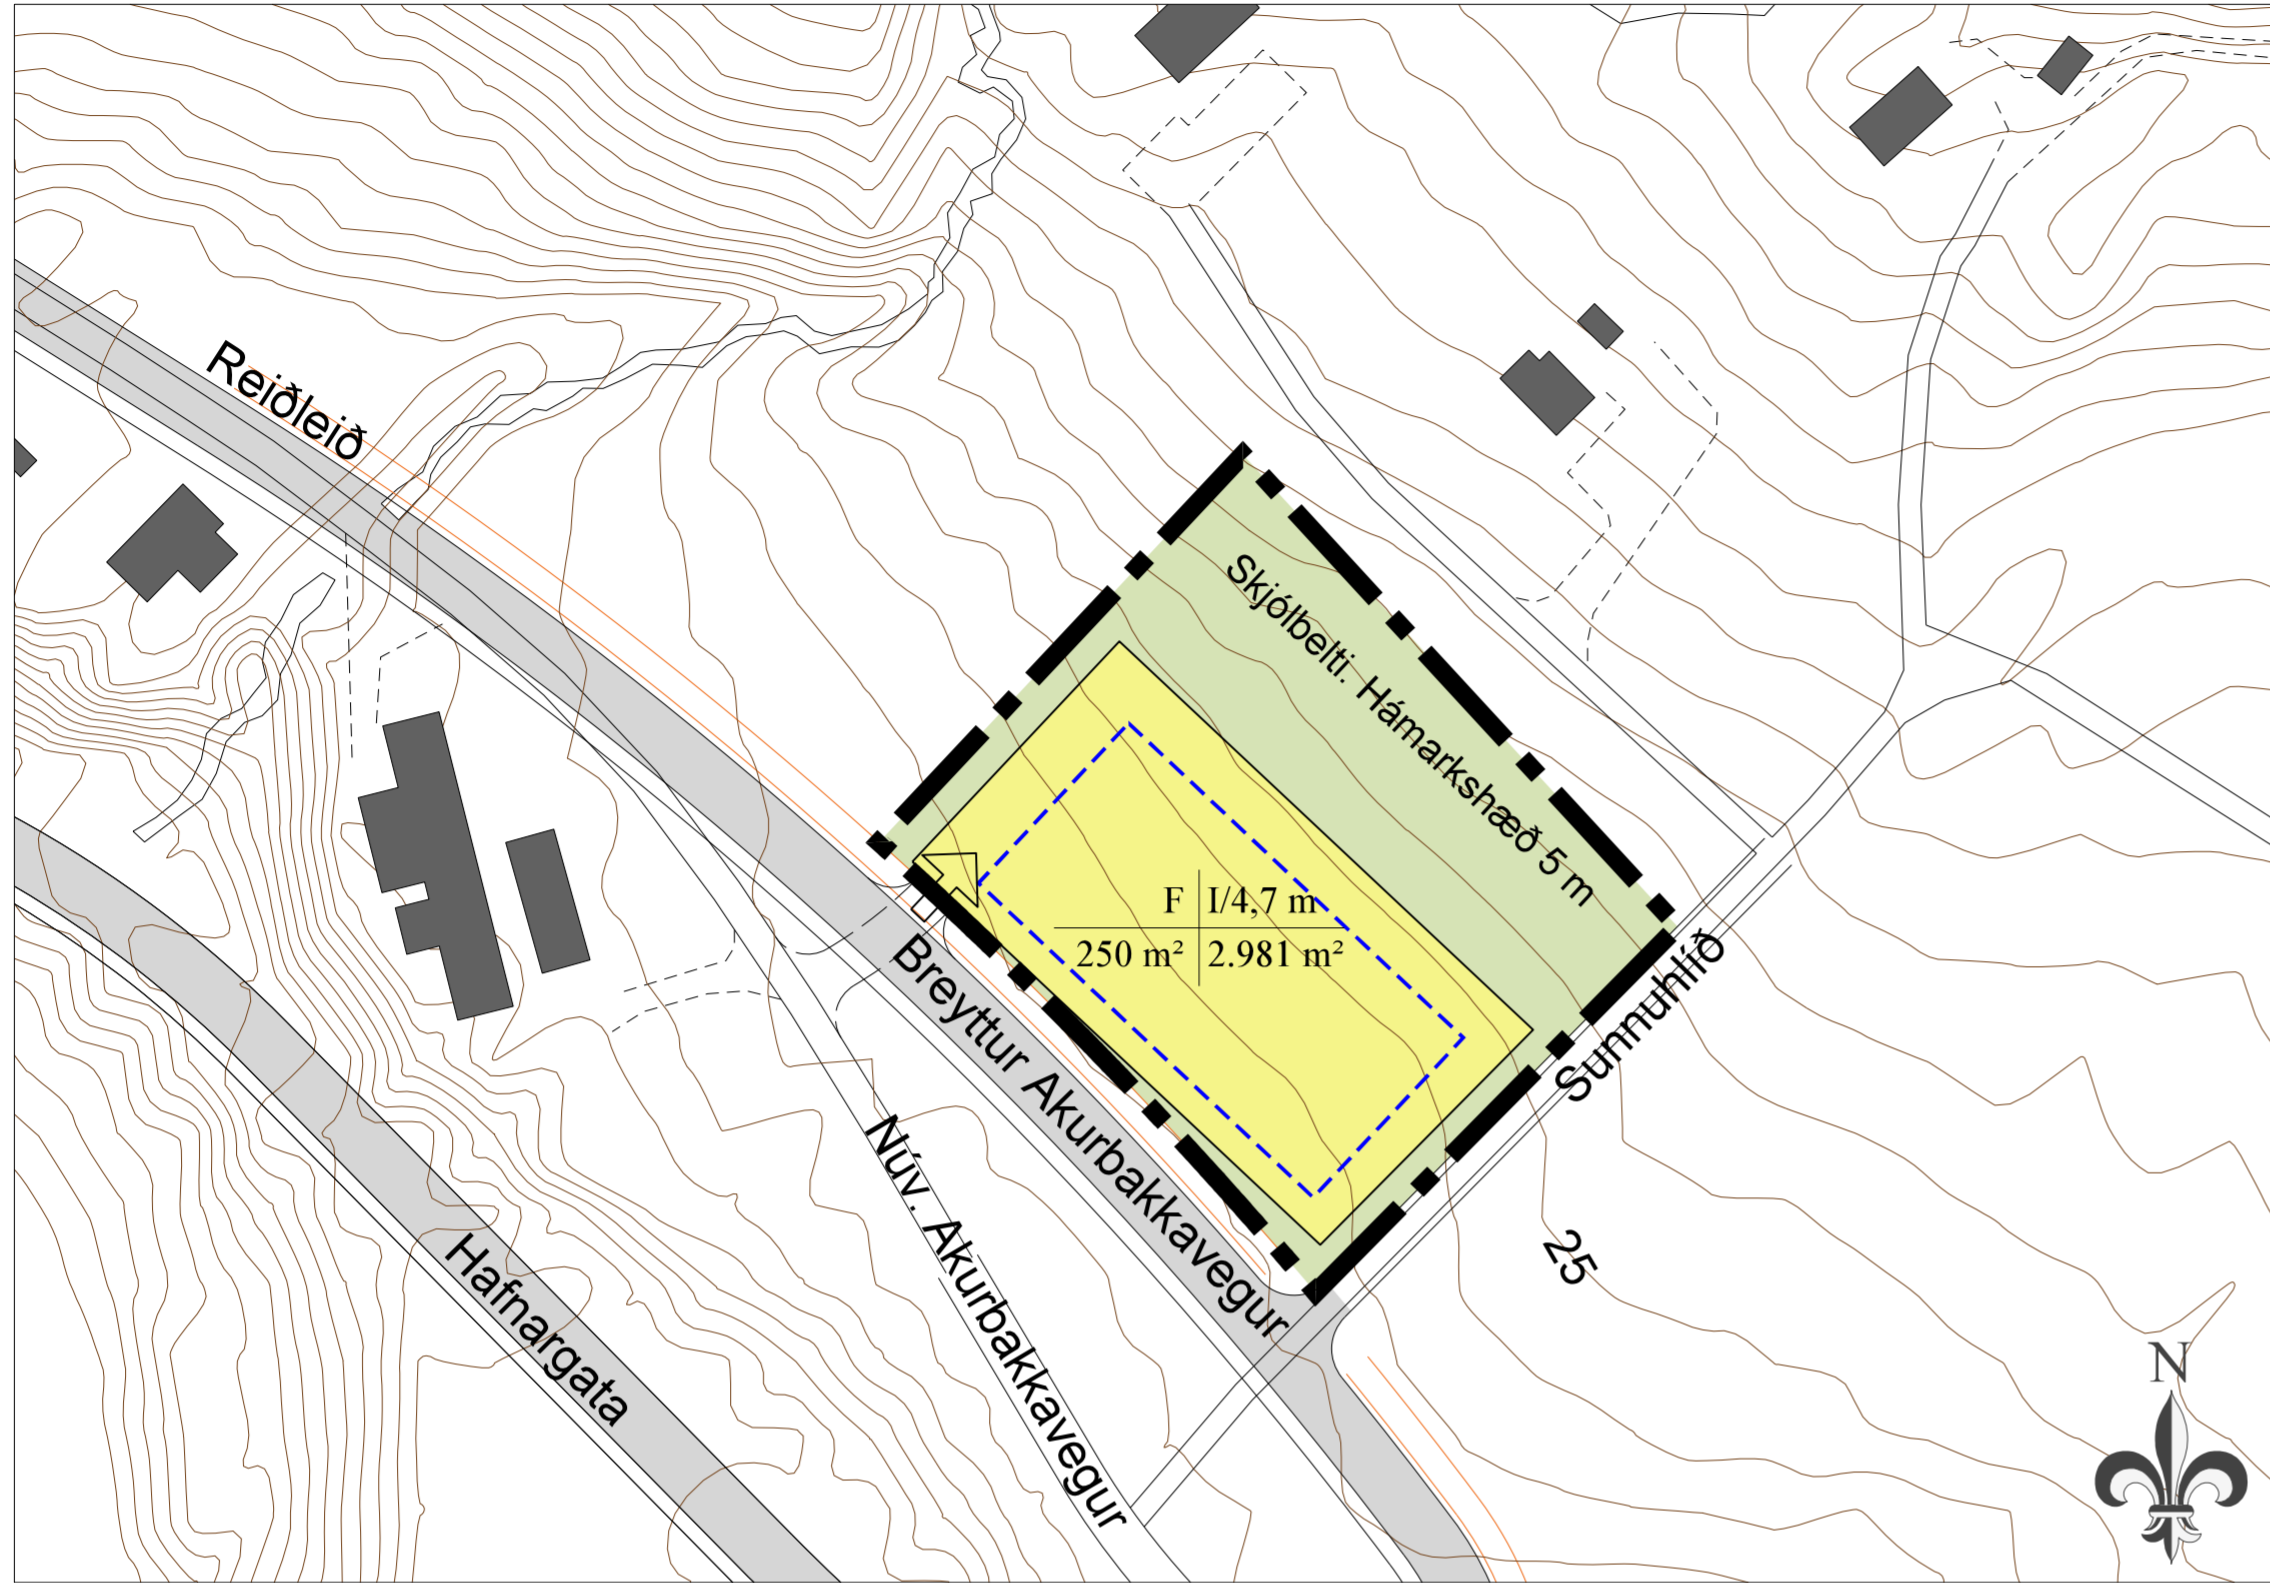 Reiðleið
Skjólbelti. Hámarkshæð 5 m
F I/4,7 m
250 m² 2.981 m²
Sunnuhlíð
Breyttur Akurbakkavegur
Núv. Akurbakkavegur
Hafnargata
25
N